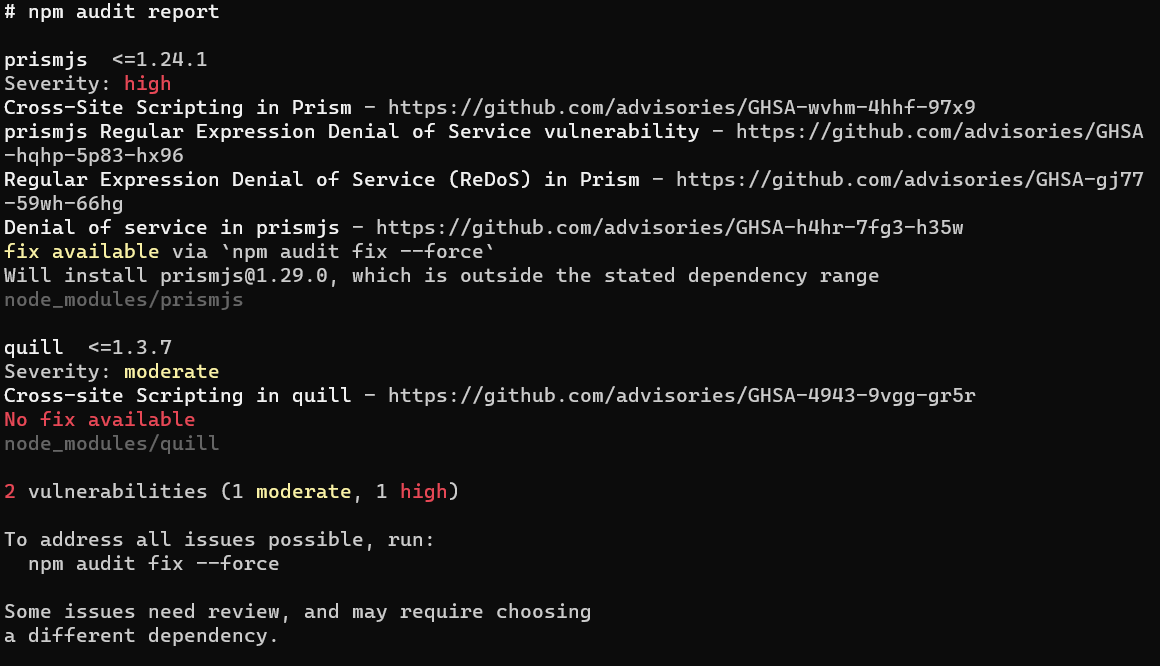 # npm audit report
prismjs  <=1.24.1
Severity: high
Cross-Site Scripting in Prism - https://github.com/advisories/GHSA-wvhm-4hhf-97x9
prismjs Regular Expression Denial of Service vulnerability - https://github.com/advisories/GHSA
-hqhp-5p83-hx96
Regular Expression Denial of Service (ReDoS) in Prism - https://github.com/advisories/GHSA-gj77
-59wh-66hg
Denial of service in prismjs - https://github.com/advisories/GHSA-h4hr-7fg3-h35w
fix available via `npm audit fix --force`
Will install prismjs@1.29.0, which is outside the stated dependency range
node_modules/prismjs
quill  <=1.3.7
Severity: moderate
Cross-site Scripting in quill - https://github.com/advisories/GHSA-4943-9vgg-gr5r
No fix available
node_modules/quill
2 vulnerabilities (1 moderate, 1 high)
To address all issues possible, run:
  npm audit fix --force
Some issues need review, and may require choosing
a different dependency.